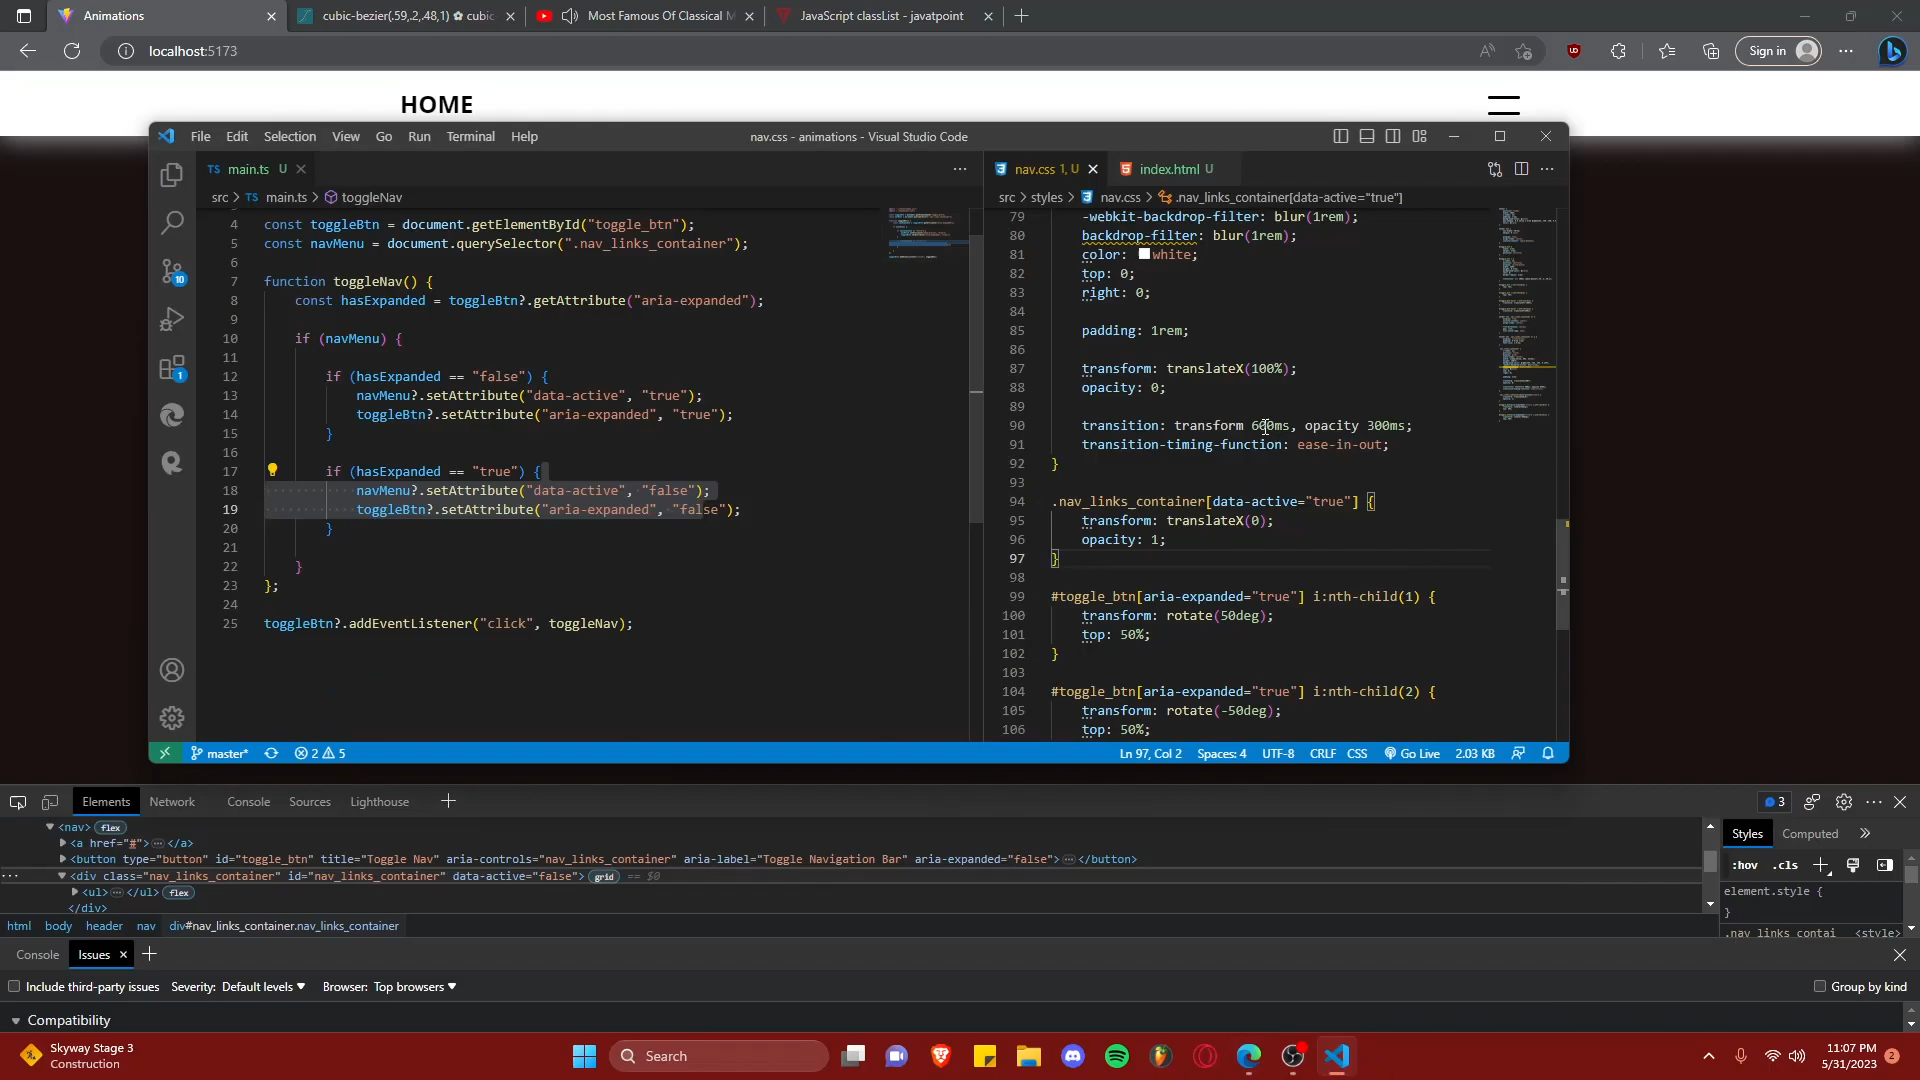 Animations
cubic-bezier(.59,.2,.48,1) ✿ cubic
Most Famous Of Classical M
JavaScript classList - javatpoint
localhost:5173
Sign in
HOME
File Edit Selection View Go Run Terminal Help
nav.css - animations - Visual Studio Code
TS main.ts U
nav.css 1, U
index.html U
src > TS main.ts > toggleNav
src > styles > nav.css > .nav_links_container[data-active="true"]
4 const toggleBtn = document.getElementById("toggle_btn");
5 const navMenu = document.querySelector(".nav_links_container");
6
7 function toggleNav() {
8 const hasExpanded = toggleBtn?.getAttribute("aria-expanded");
9
10 if (navMenu) {
11
12 if (hasExpanded == "false") {
13 navMenu?.setAttribute("data-active", "true");
14 toggleBtn?.setAttribute("aria-expanded", "true");
15 }
16
17 if (hasExpanded == "true") {
18 navMenu?.setAttribute("data-active", "false");
19 toggleBtn?.setAttribute("aria-expanded", "false");
20 }
21
22 }
23 };
24
25 toggleBtn?.addEventListener("click", toggleNav);
79 -webkit-backdrop-filter: blur(1rem);
80 backdrop-filter: blur(1rem);
81 color: white;
82 top: 0;
83 right: 0;
84
85 padding: 1rem;
86
87 transform: translateX(100%);
88 opacity: 0;
89
90 transition: transform 600ms, opacity 300ms;
91 transition-timing-function: ease-in-out;
92 }
93
94 .nav_links_container[data-active="true"] {
95 transform: translateX(0);
96 opacity: 1;
97 }
98
99 #toggle_btn[aria-expanded="true"] i:nth-child(1) {
100 transform: rotate(50deg);
101 top: 50%;
102 }
103
104 #toggle_btn[aria-expanded="true"] i:nth-child(2) {
105 transform: rotate(-50deg);
106 top: 50%;
10
1
master* 2 5
Ln 97, Col 2 Spaces: 4 UTF-8 CRLF CSS Go Live 2.03 KB
Elements Network Console Sources Lighthouse
3
<nav> flex
<a href="#"> ⋯ </a>
<button type="button" id="toggle_btn" title="Toggle Nav" aria-controls="nav_links_container" aria-label="Toggle Navigation Bar" aria-expanded="false"> ⋯ </button>
<div class="nav_links_container" id="nav_links_container" data-active="false"> grid == $0
<ul> ⋯ </ul> flex
</div>
html body header nav div#nav_links_container.nav_links_container
Styles Computed
:hov .cls
element.style {
}
.nav_links_contai <style>
Console Issues
Include third-party issues Severity: Default levels Browser: Top browsers
Group by kind
Compatibility
Skyway Stage 3
Construction
Search
11:07 PM
5/31/2023
2